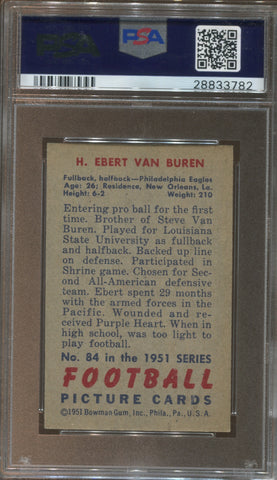 PSA
PSA
28833782
H. EBERT VAN BUREN
Fullback, halfback—Philadelphia Eagles
Age: 26; Residence, New Orleans, La.
Height: 6-2 Weight: 210
Entering pro ball for the first
time. Brother of Steve Van
Buren. Played for Louisiana
State University as fullback
and halfback. Backed up line
on defense. Participated in
Shrine game. Chosen for Sec-
ond All-American defensive
team. Ebert spent 29 months
with the armed forces in the
Pacific. Wounded and re-
ceived Purple Heart. When in
high school, was too light to
play football.
No. 84 in the 1951 SERIES
FOOTBALL
PICTURE CARDS
©1951 Bowman Gum, Inc., Phila., Pa., U.S.A.